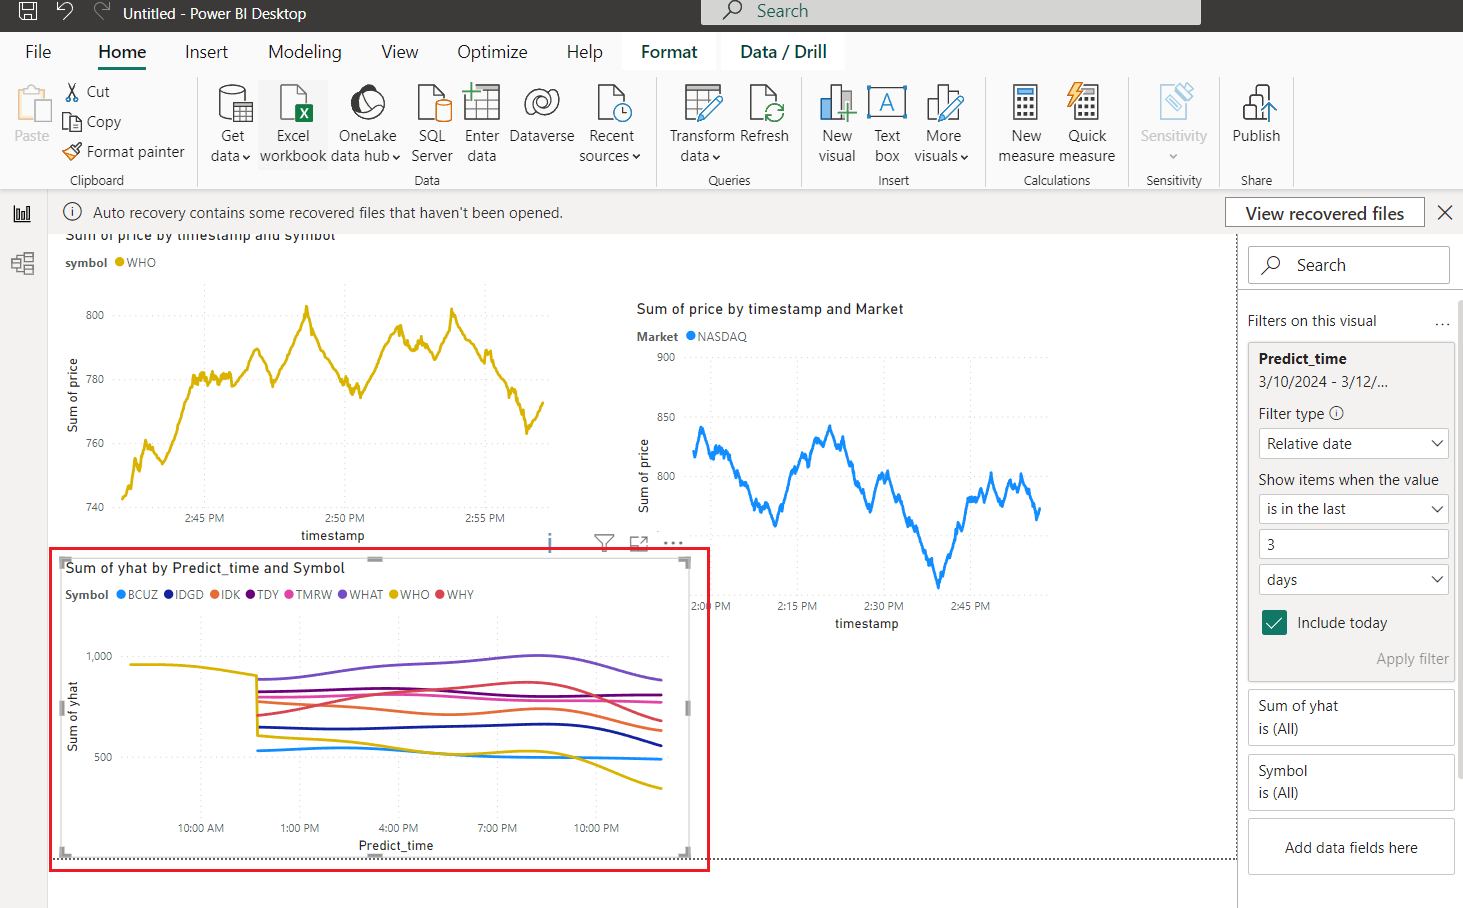 Untitled - Power BI Desktop
Search
File Home Insert Modeling View Optimize Help Format Data / Drill
Paste
Cut
Copy
Format painter
Clipboard
Get data
Excel workbook
OneLake data hub
SQL Server
Enter data
Dataverse
Recent sources
Data
Transform data
Refresh
Queries
New visual
Text box
More visuals
Insert
New measure
Quick measure
Calculations
Sensitivity
Sensitivity
Publish
Share
Auto recovery contains some recovered files that haven't been opened.
View recovered files
Sum of price by timestamp and symbol
symbol WHO
800
780
760
740
Sum of price
2:45 PM 2:50 PM 2:55 PM
timestamp
Sum of price by timestamp and Market
Market NASDAQ
900
850
800
Sum of price
2:00 PM 2:15 PM 2:30 PM 2:45 PM
timestamp
Sum of yhat by Predict_time and Symbol
Symbol BCUZ IDGD IDK TDY TMRW WHAT WHO WHY
1,000
500
Sum of yhat
10:00 AM 1:00 PM 4:00 PM 7:00 PM 10:00 PM
Predict_time
Search
Filters on this visual
Predict_time
3/10/2024 - 3/12/...
Filter type
Relative date
Show items when the value
is in the last
3
days
Include today
Apply filter
Sum of yhat
is (All)
Symbol
is (All)
Add data fields here